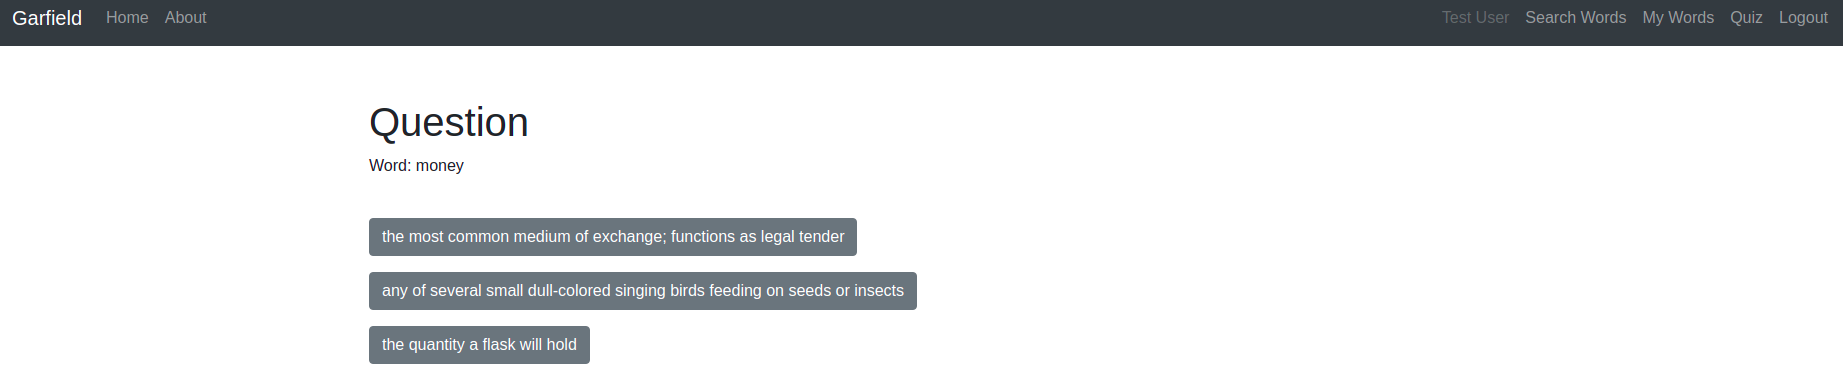 Garfield Home About Test User Search Words My Words Quiz Logout
Question
Word: money
the most common medium of exchange; functions as legal tender
any of several small dull-colored singing birds feeding on seeds or insects
the quantity a flask will hold